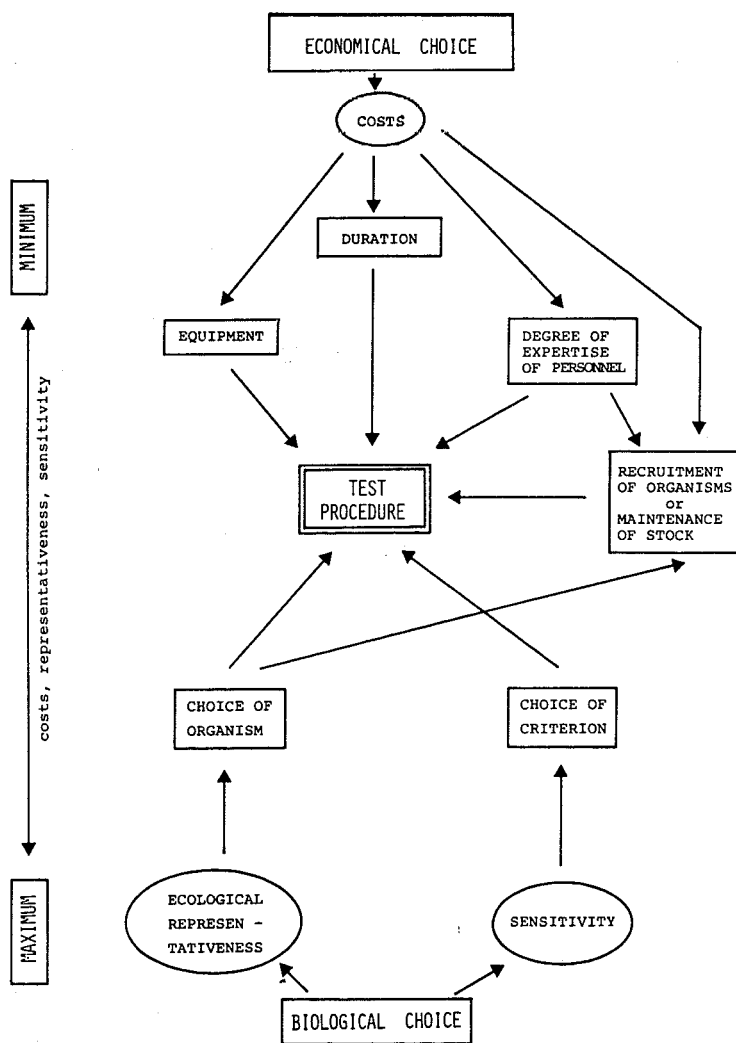 ECONOMICAL CHOICE
COSTS
MINIMUM
DURATION
EQUIPMENT
DEGREE OF
EXPERTISE
OF PERSONNEL
costs, representativeness, sensitivity
TEST
PROCEDURE
RECRUITMENT
OF ORGANISMS
or
MAINTENANCE
OF STOCK
CHOICE OF
ORGANISM
CHOICE OF
CRITERION
MAXIMUM
ECOLOGICAL
REPRESEN -
TATIVENESS
SENSITIVITY
BIOLOGICAL CHOICE